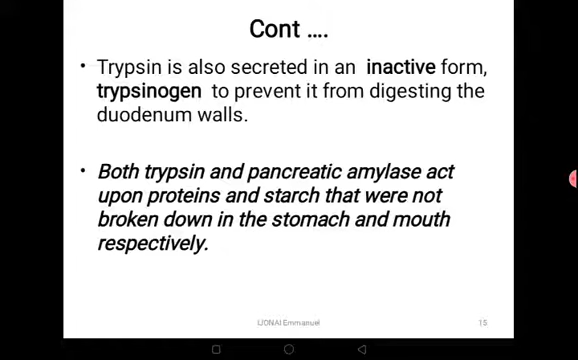 Cont ....
• Trypsin is also secreted in an inactive form,
trypsinogen to prevent it from digesting the
duodenum walls.
• Both trypsin and pancreatic amylase act
upon proteins and starch that were not
broken down in the stomach and mouth
respectively.
Emmanuel
15